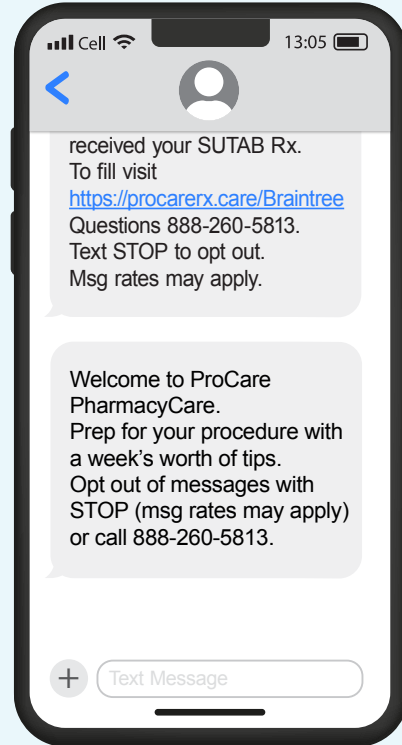 Cell 13:05
received your SUTAB Rx.
To fill visit
https://procarerx.care/Braintree
Questions 888-260-5813.
Text STOP to opt out.
Msg rates may apply.
Welcome to ProCare
PharmacyCare.
Prep for your procedure with
a week’s worth of tips.
Opt out of messages with
STOP (msg rates may apply)
or call 888-260-5813.
Text Message